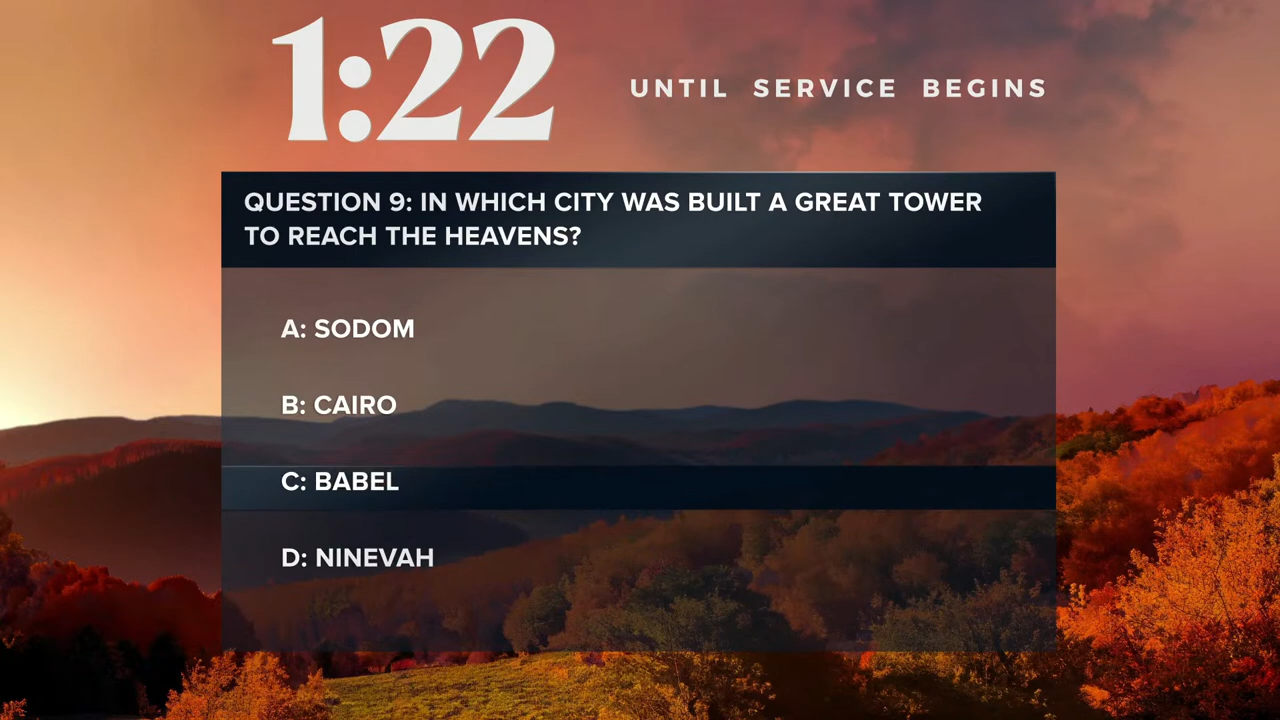 1:22
UNTIL SERVICE BEGINS
QUESTION 9: IN WHICH CITY WAS BUILT A GREAT TOWER
TO REACH THE HEAVENS?
A: SODOM
B: CAIRO
C: BABEL
D: NINEVAH